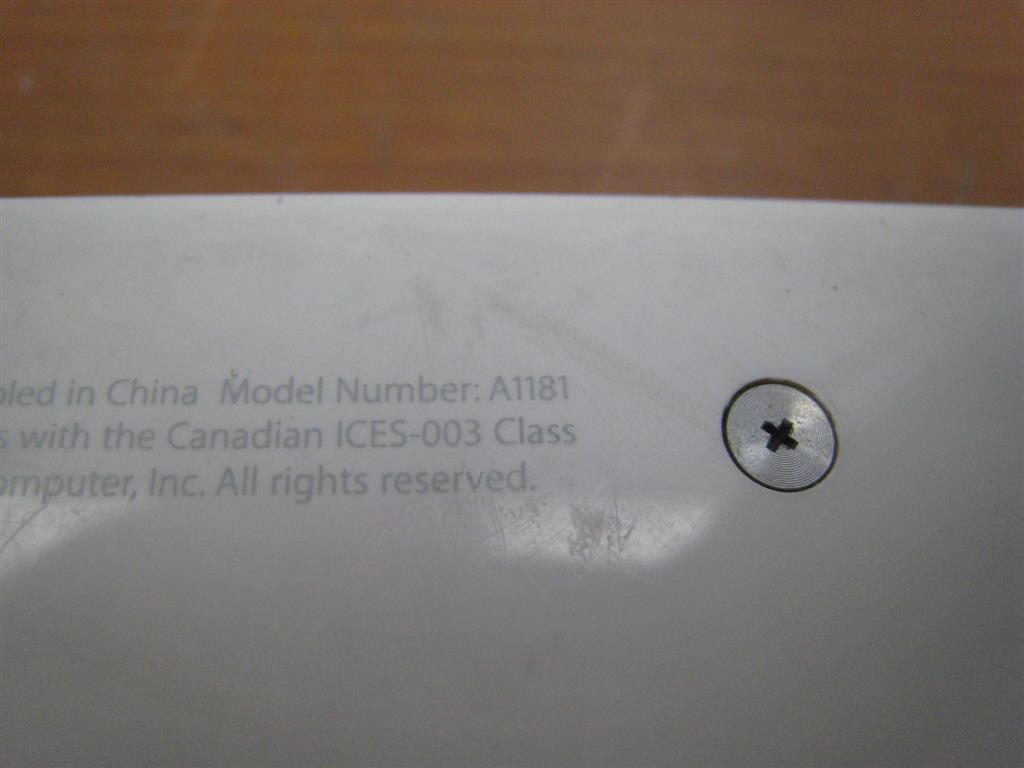 bled in China Model Number: A1181
s with the Canadian ICES-003 Class
omputer, Inc. All rights reserved.